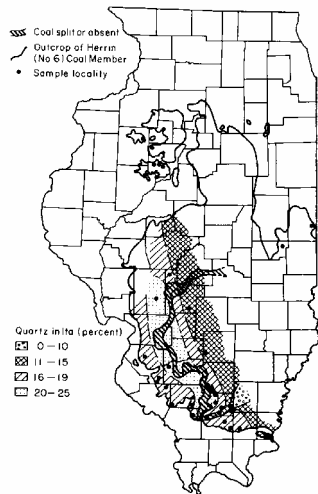 Coal split or absent
Outcrop of Herrin
(No 6) Coal Member
Sample locality
Quartz in lta (percent)
0-10
11-15
16-19
20-25